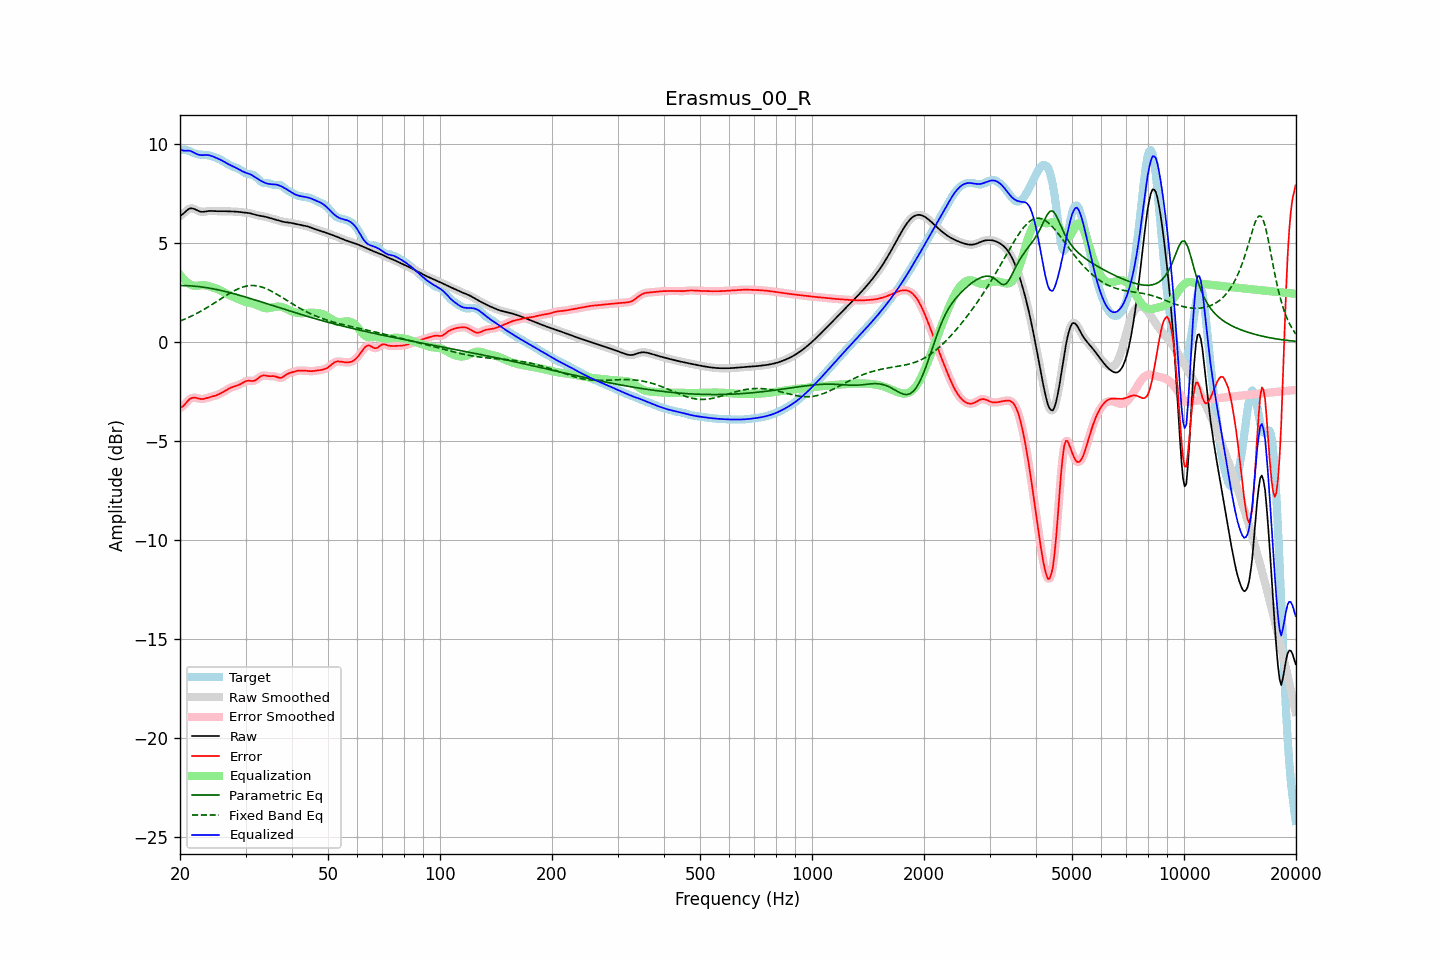 Erasmus_00_R
Amplitude (dBr)
10
5
0
−5
−10
−15
−20
−25
Target
Raw Smoothed
Error Smoothed
Raw
Error
Equalization
Parametric Eq
Fixed Band Eq
Equalized
20 50 100 200 500 1000 2000 5000 10000 20000
Frequency (Hz)